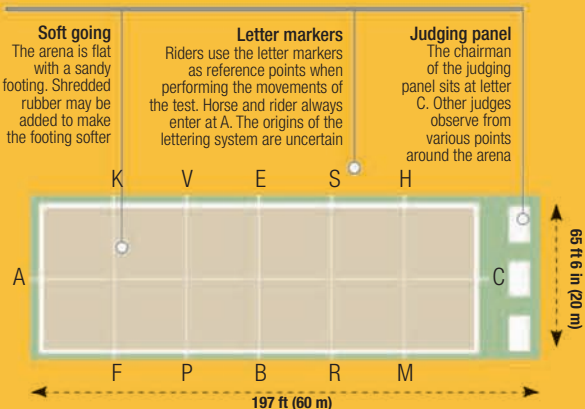 Soft going
The arena is flat
with a sandy
footing. Shredded
rubber may be
added to make
the footing softer
Letter markers
Riders use the letter markers
as reference points when
performing the movements of
the test. Horse and rider always
enter at A. The origins of the
lettering system are uncertain
Judging panel
The chairman
of the judging
panel sits at letter
C. Other judges
observe from
various points
around the arena
K V E S H
A
C
F P B R M
65 ft 6 in (20 m)
197 ft (60 m)